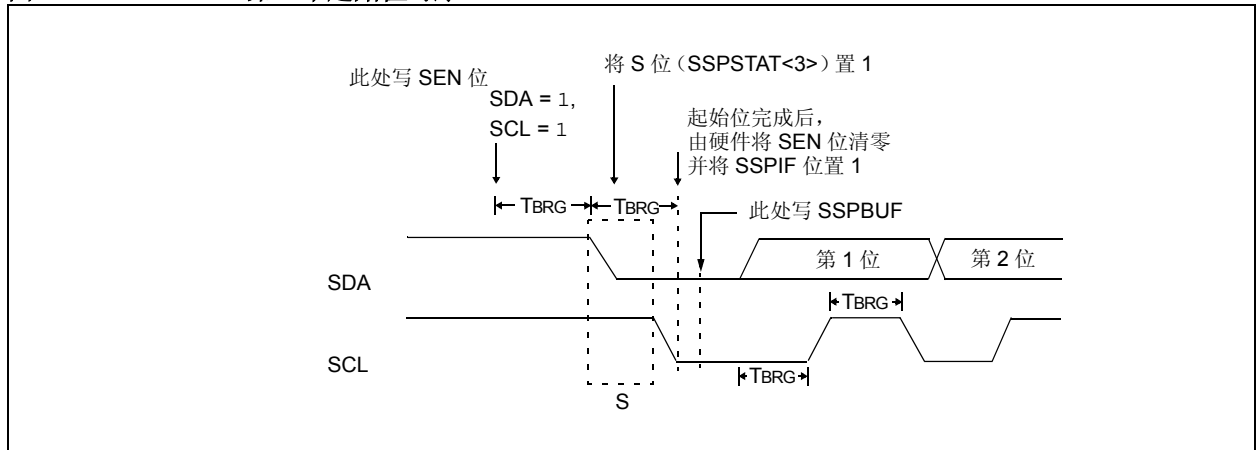 此处写 SEN 位
SDA = 1,
SCL = 1
将 S 位（SSPSTAT<3>）置 1
起始位完成后，
由硬件将 SEN 位清零
并将 SSPIF 位置 1
TBRG
TBRG
此处写 SSPBUF
SDA
第 1 位
第 2 位
TBRG
SCL
TBRG
S